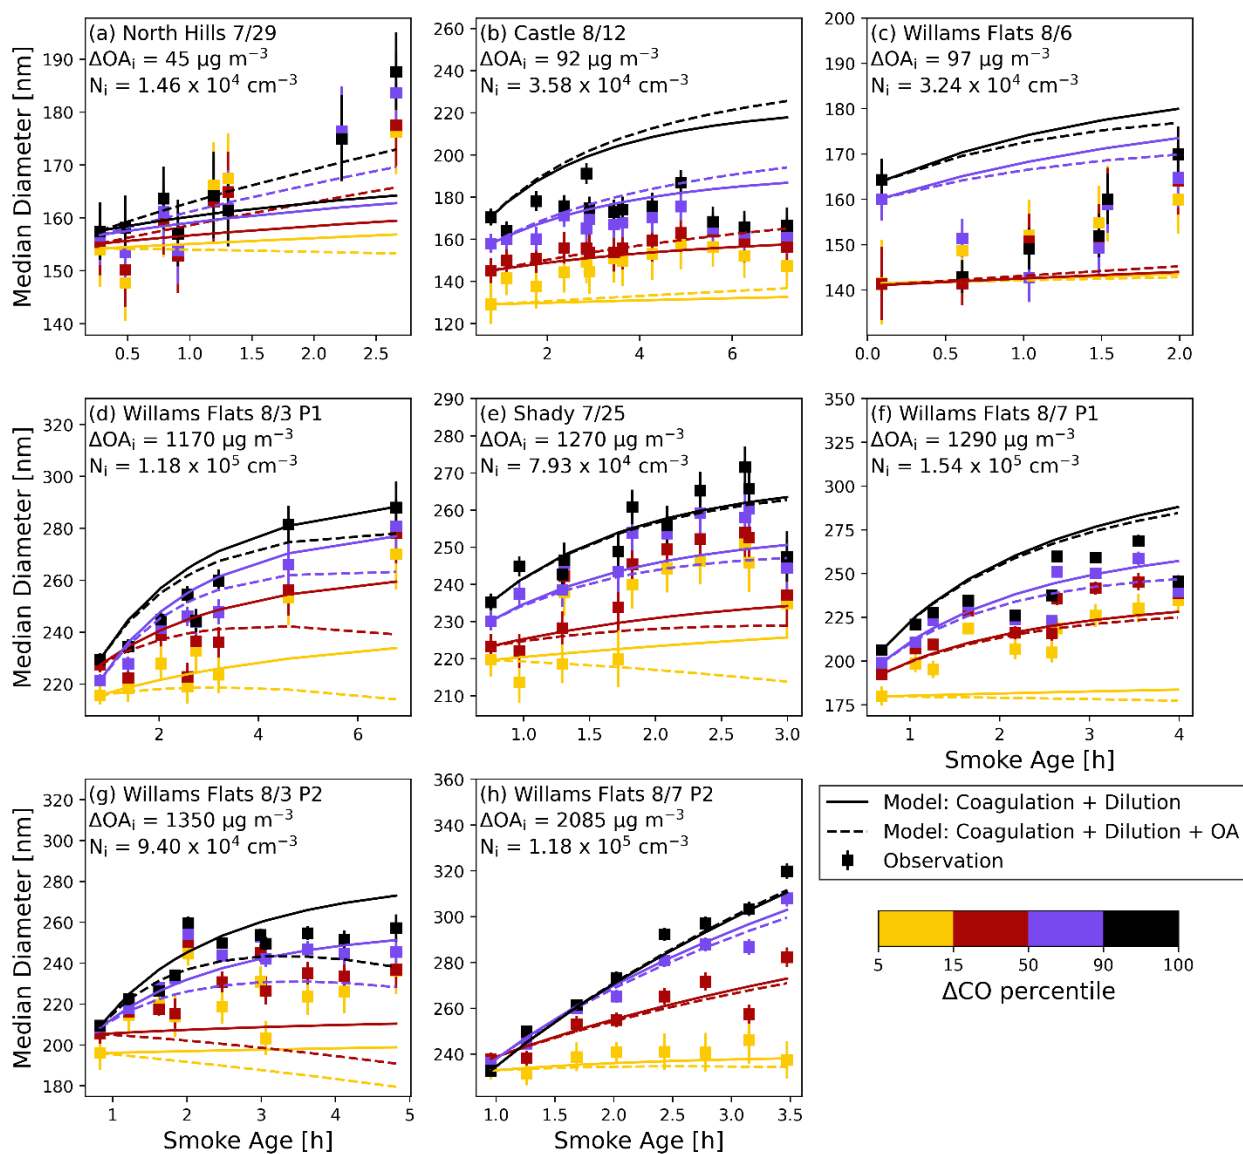 (a) North Hills 7/29
ΔOAᵢ = 45 μg m⁻³
Nᵢ = 1.46 x 10⁴ cm⁻³
Median Diameter [nm]
190
180
170
160
150
140
0.5 1.0 1.5 2.0 2.5
(b) Castle 8/12
ΔOAᵢ = 92 μg m⁻³
Nᵢ = 3.58 x 10⁴ cm⁻³
280
260
240
220
200
180
160
140
120
2 4 6
(c) Willams Flats 8/6
ΔOAᵢ = 97 μg m⁻³
Nᵢ = 3.24 x 10⁴ cm⁻³
200
190
180
170
160
150
140
0.0 0.5 1.0 1.5 2.0
(d) Willams Flats 8/3 P1
ΔOAᵢ = 1170 μg m⁻³
Nᵢ = 1.18 x 10⁵ cm⁻³
Median Diameter [nm]
330
320
300
280
260
240
220
2 4 6
(e) Shady 7/25
ΔOAᵢ = 1270 μg m⁻³
Nᵢ = 7.93 x 10⁴ cm⁻³
290
280
270
260
250
240
230
220
210
1.0 1.5 2.0 2.5 3.0
(f) Willams Flats 8/7 P1
ΔOAᵢ = 1290 μg m⁻³
Nᵢ = 1.54 x 10⁵ cm⁻³
350
325
300
275
250
225
200
175
1 2 3 4
Smoke Age [h]
(g) Willams Flats 8/3 P2
ΔOAᵢ = 1350 μg m⁻³
Nᵢ = 9.40 x 10⁴ cm⁻³
Median Diameter [nm]
320
300
280
260
240
220
200
180
1 2 3 4 5
Smoke Age [h]
(h) Willams Flats 8/7 P2
ΔOAᵢ = 2085 μg m⁻³
Nᵢ = 1.18 x 10⁵ cm⁻³
360
340
320
300
280
260
240
1.0 1.5 2.0 2.5 3.0 3.5
Smoke Age [h]
Model: Coagulation + Dilution
Model: Coagulation + Dilution + OA
Observation
5 15 50 90 100
ΔCO percentile